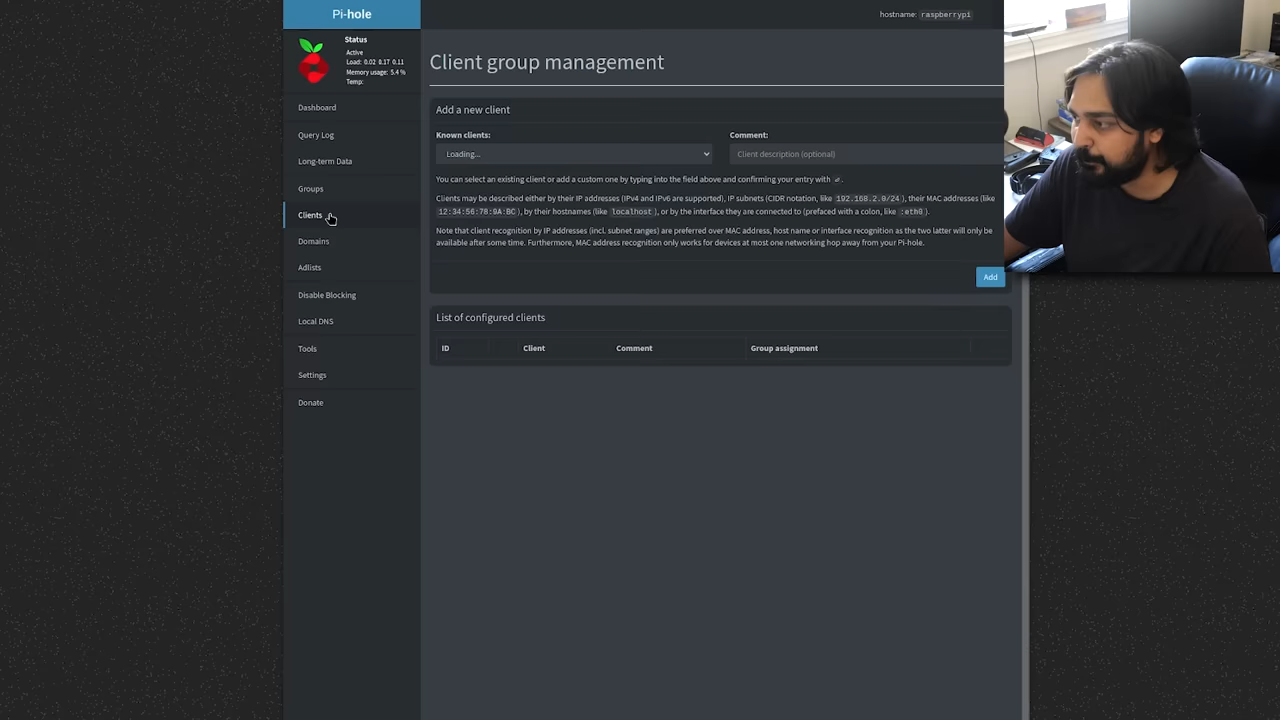 Pi-hole
hostname: raspberrypi
Status
Active
Load: 0.02 0.17 0.11
Memory usage: 5.4 %
Temp:
Dashboard
Query Log
Long-term Data
Groups
Clients
Domains
Adlists
Disable Blocking
Local DNS
Tools
Settings
Donate
Client group management
Add a new client
Known clients:
Comment:
Loading...
Client description (optional)
You can select an existing client or add a custom one by typing into the field above and confirming your entry with ⏎.
Clients may be described either by their IP addresses (IPv4 and IPv6 are supported), IP subnets (CIDR notation, like 192.168.2.0/24), their MAC addresses (like
12:34:56:78:9A:BC), by their hostnames (like localhost), or by the interface they are connected to (prefaced with a colon, like :eth0).
Note that client recognition by IP addresses (incl. subnet ranges) are preferred over MAC address, host name or interface recognition as the two latter will only be
available after some time. Furthermore, MAC address recognition only works for devices at most one networking hop away from your Pi-hole.
Add
List of configured clients
ID Client Comment Group assignment